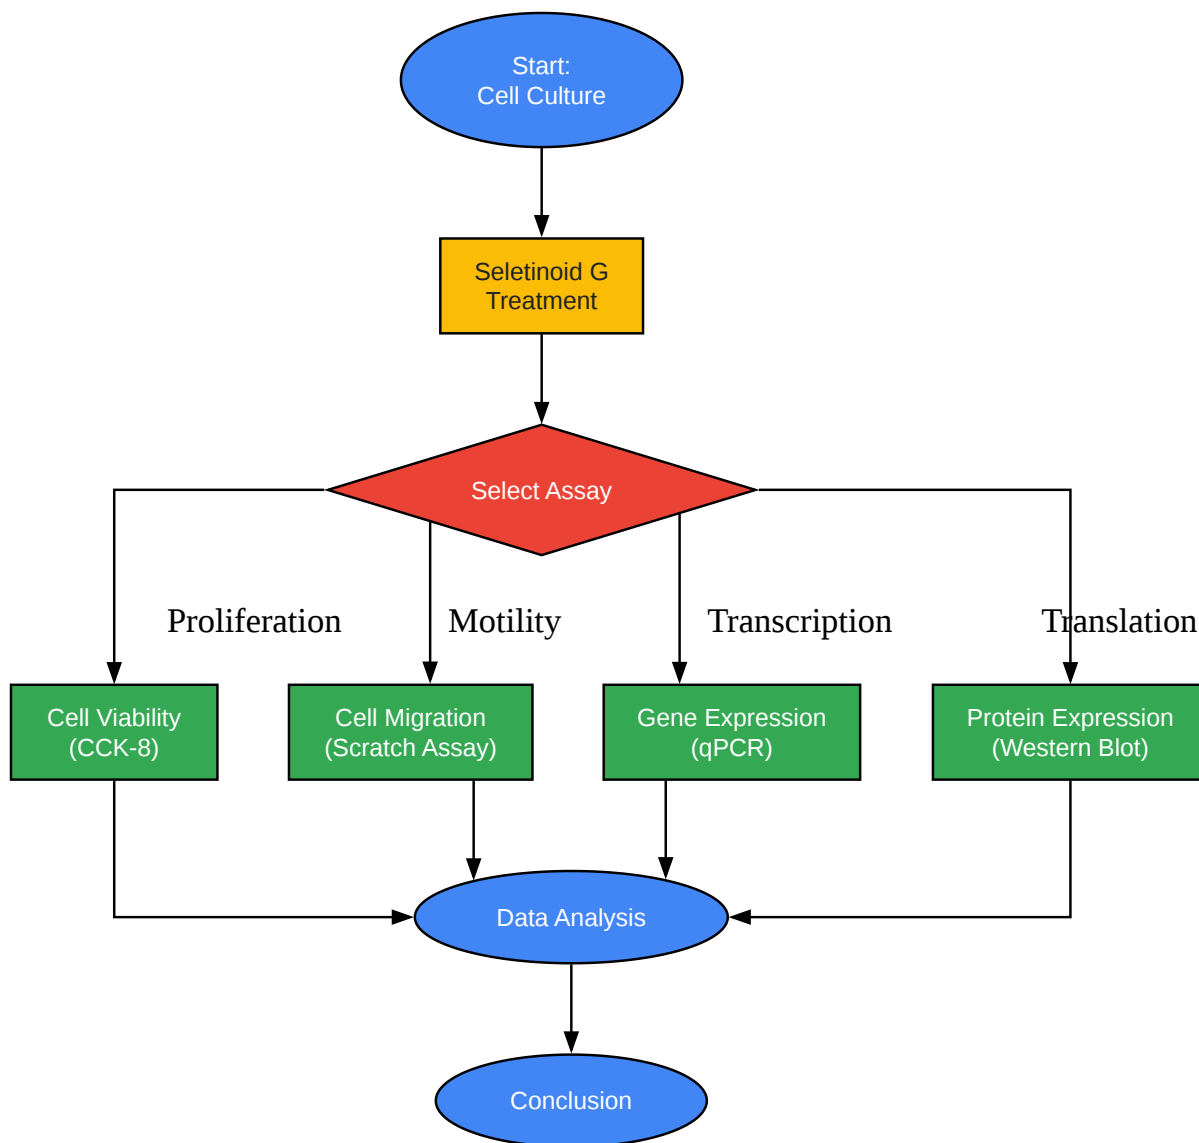 Start:
Cell Culture
Seletinoid G
Treatment
Select Assay
Proliferation
Motility
Transcription
Translation
Cell Viability
(CCK-8)
Cell Migration
(Scratch Assay)
Gene Expression
(qPCR)
Protein Expression
(Western Blot)
Data Analysis
Conclusion